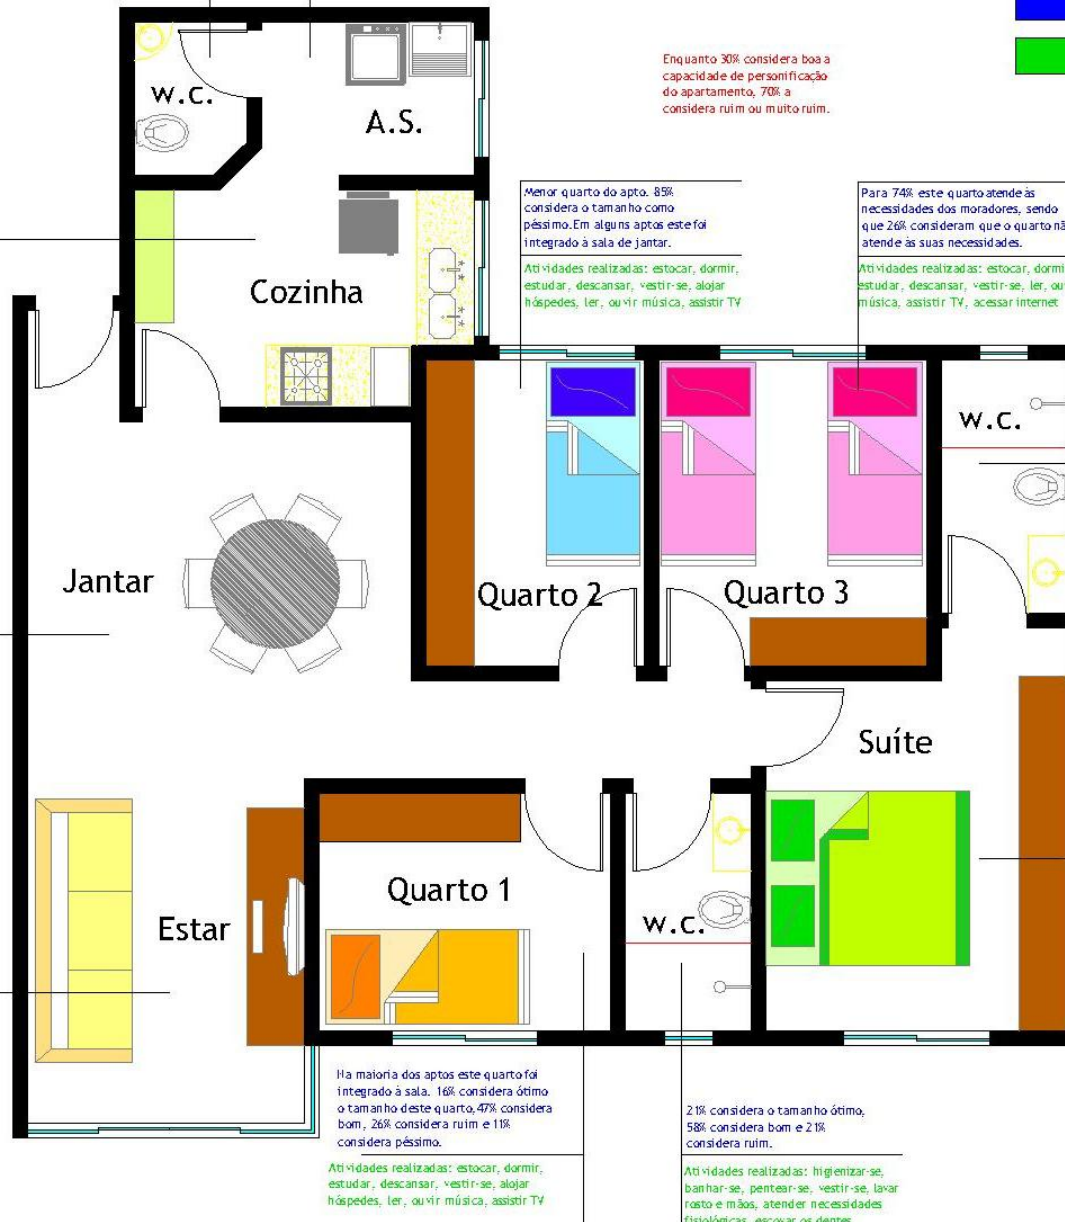 Enquanto 30% considera boa a
capacidade de personificação
do apartamento, 70% a
considera ruim ou muito ruim.
w.c.
A.S.
Menor quarto do apto. 85%
considera o tamanho como
péssimo.Em alguns aptos este foi
integrado à sala de jantar.
Atividades realizadas: estocar, dormir,
estudar, descansar, vestir-se, alojar
hóspedes, ler, ouvir música, assistir TV
Para 74% este quarto atende às
necessidades dos moradores, sendo
que 26% consideram que o quarto nã
atende às suas necessidades.
Atividades realizadas: estocar, dormi
estudar, descansar, vestir-se, ler, ou
música, assistir TV, acessar internet
Cozinha
w.c.
Jantar
Quarto 2
Quarto 3
Suíte
Quarto 1
Estar
w.c.
Na maioria dos aptos este quarto foi
integrado à sala. 16% considera ótimo
o tamanho deste quarto, 47% considera
bom, 26% considera ruim e 11%
considera péssimo.
Atividades realizadas: estocar, dormir,
estudar, descansar, vestir-se, alojar
hóspedes, ler, ouvir música, assistir TV
21% considera o tamanho ótimo,
58% considera bom e 21%
considera ruim.
Atividades realizadas: higienizar-se,
banhar-se, pentear-se, vestir-se, lavar
rosto e mãos, atender necessidades
fisiológicas, escovar os dentes